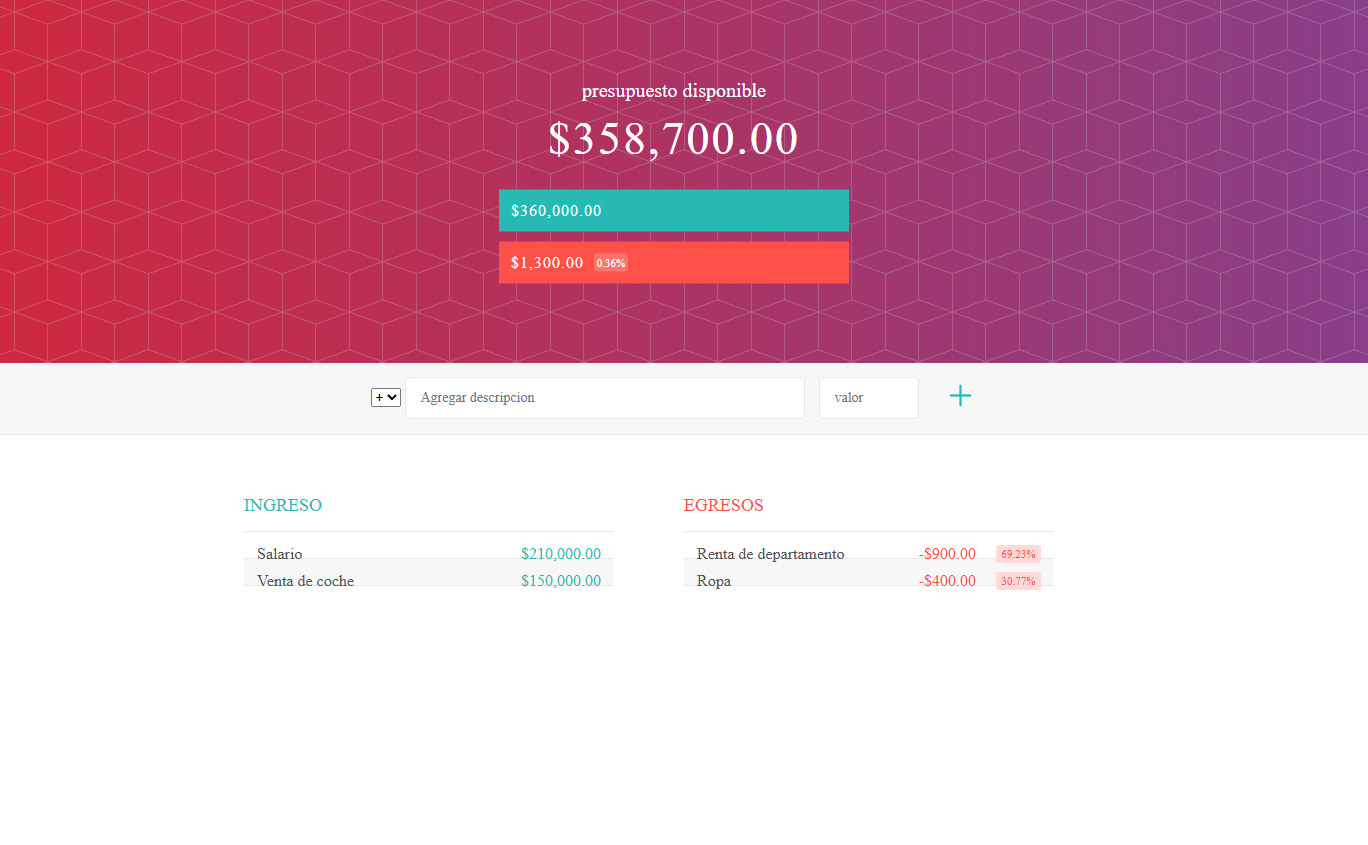 presupuesto disponible
$358,700.00
$360,000.00
$1,300.00 0.36%
+ Agregar descripcion valor
INGRESO
Salario $210,000.00
Venta de coche $150,000.00
EGRESOS
Renta de departamento -$900.00 69.23%
Ropa -$400.00 30.77%